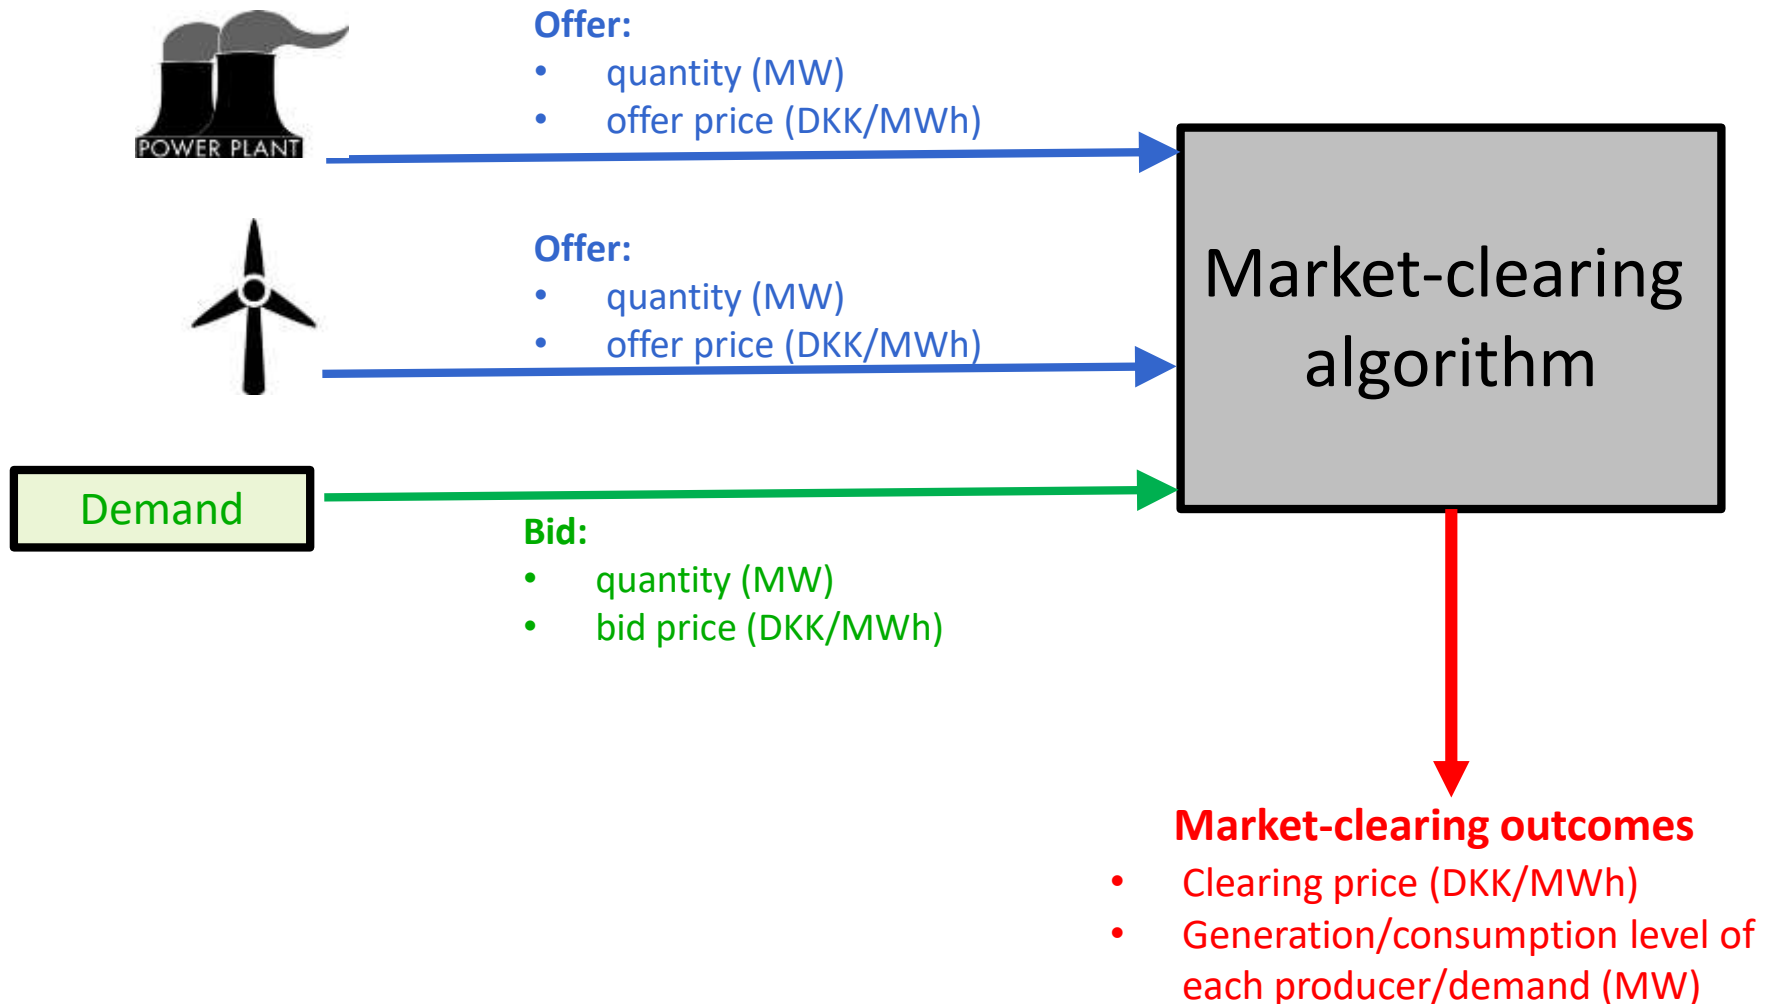 Offer:
• quantity (MW)
• offer price (DKK/MWh)
POWER PLANT
Offer:
• quantity (MW)
• offer price (DKK/MWh)
Market-clearing
algorithm
Demand
Bid:
• quantity (MW)
• bid price (DKK/MWh)
Market-clearing outcomes
• Clearing price (DKK/MWh)
• Generation/consumption level of
each producer/demand (MW)